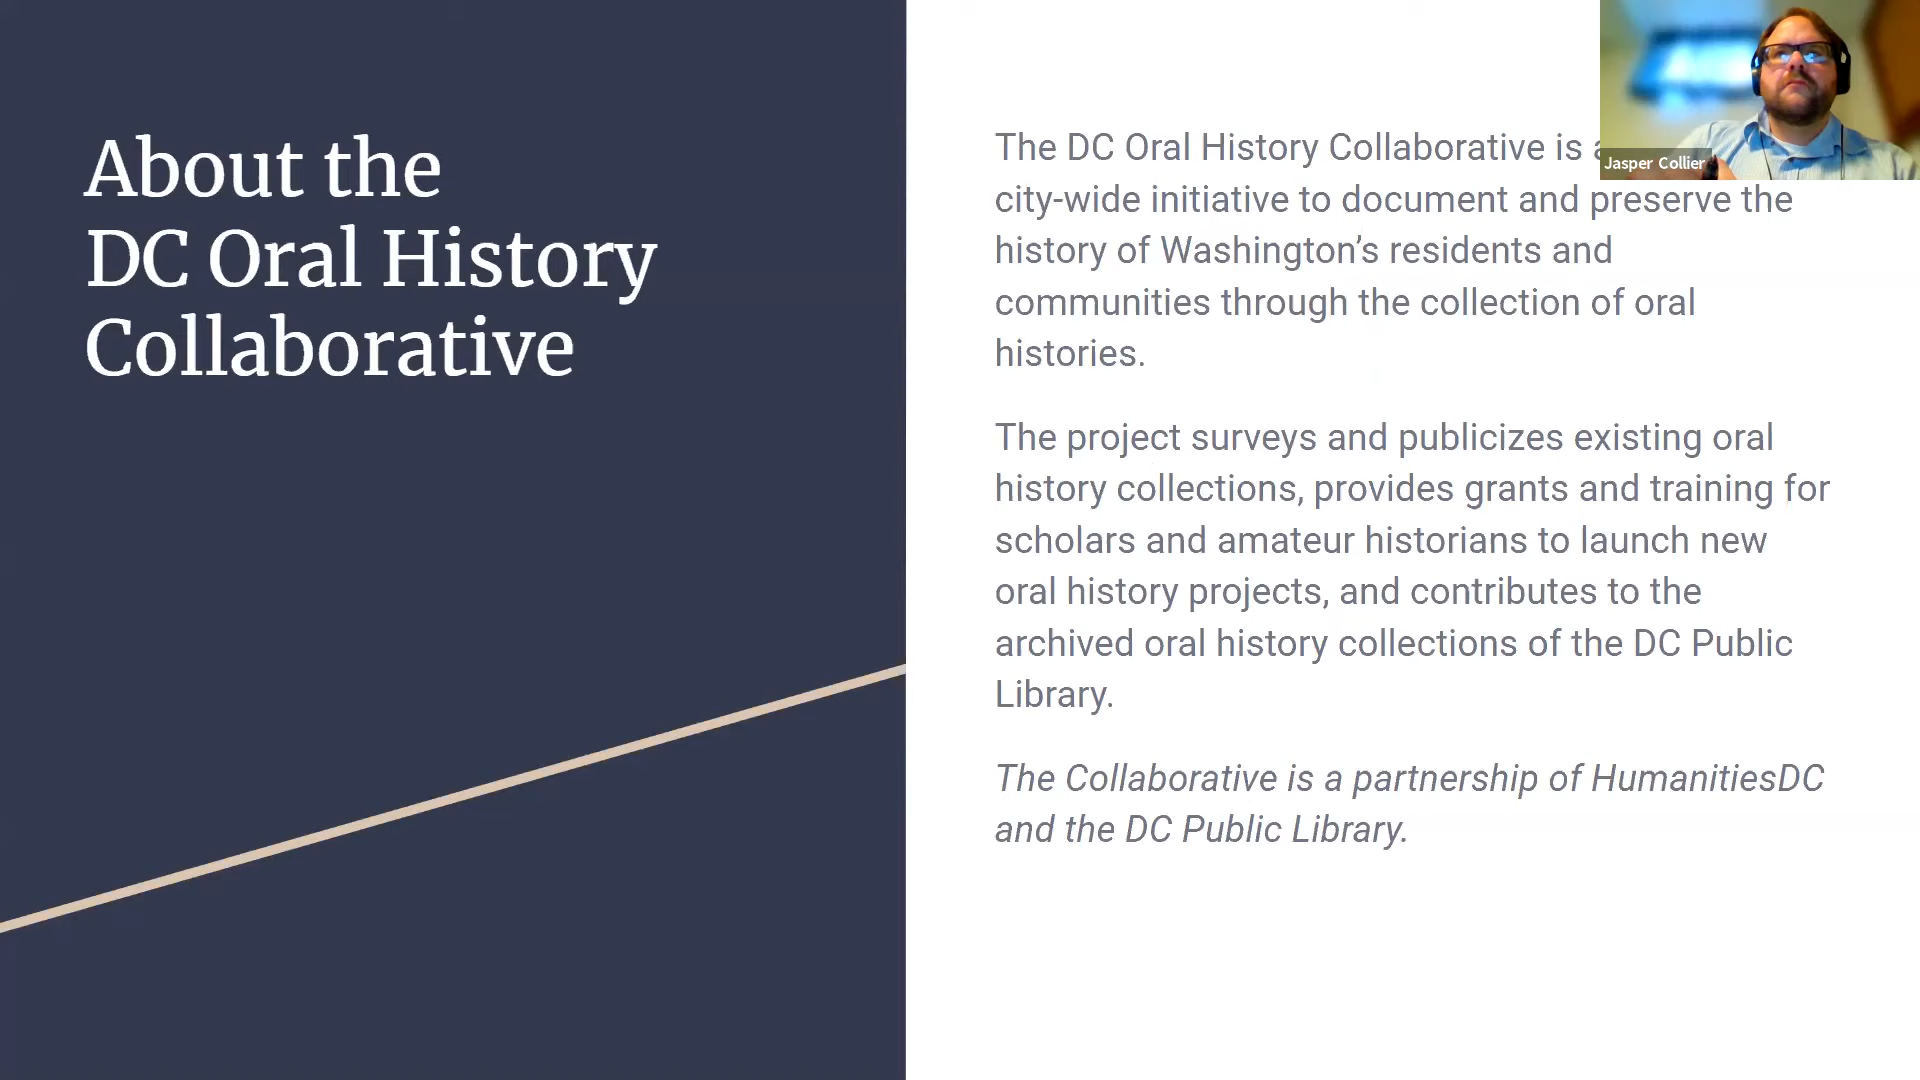 About the
DC Oral History
Collaborative
The DC Oral History Collaborative is a
city-wide initiative to document and preserve the
history of Washington’s residents and
communities through the collection of oral
histories.
The project surveys and publicizes existing oral
history collections, provides grants and training for
scholars and amateur historians to launch new
oral history projects, and contributes to the
archived oral history collections of the DC Public
Library.
The Collaborative is a partnership of HumanitiesDC
and the DC Public Library.
Jasper Collier